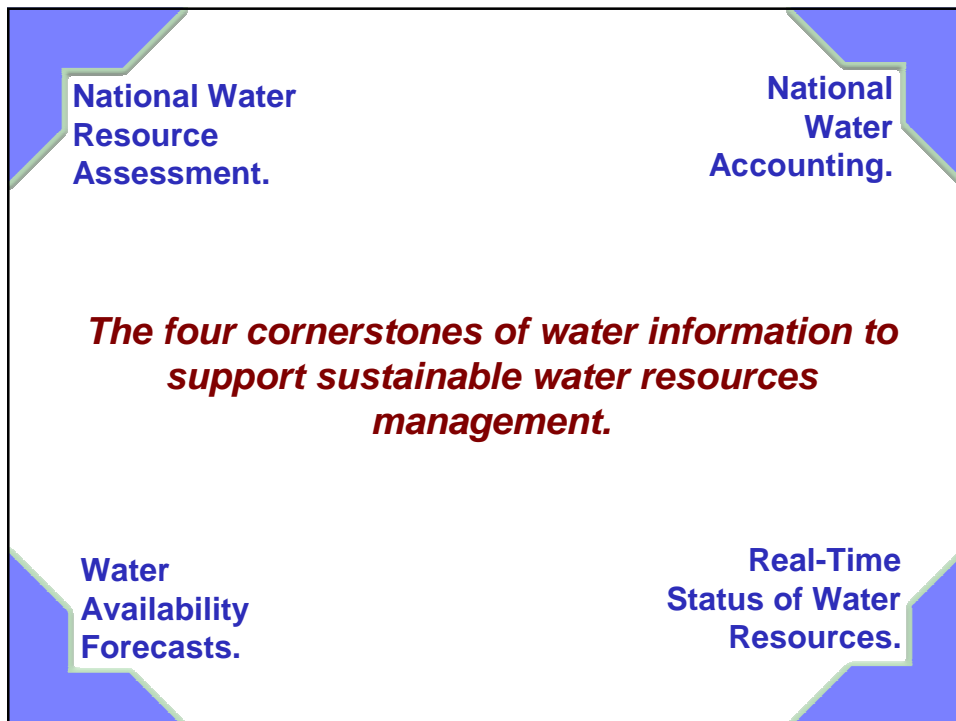 National Water
Resource
Assessment.
National
Water
Accounting.
The four cornerstones of water information to
support sustainable water resources
management.
Water
Availability
Forecasts.
Real-Time
Status of Water
Resources.